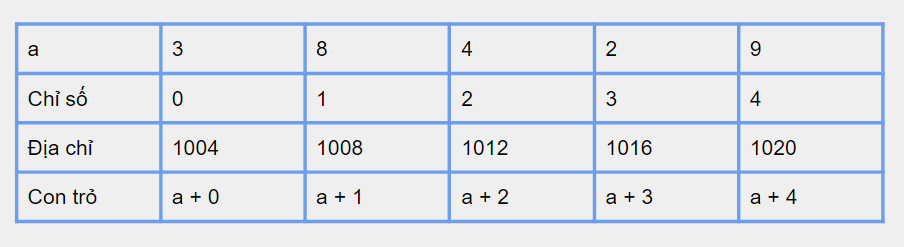 a 3 8 4 2 9
Chỉ số 0 1 2 3 4
Địa chỉ 1004 1008 1012 1016 1020
Con trỏ a + 0 a + 1 a + 2 a + 3 a + 4